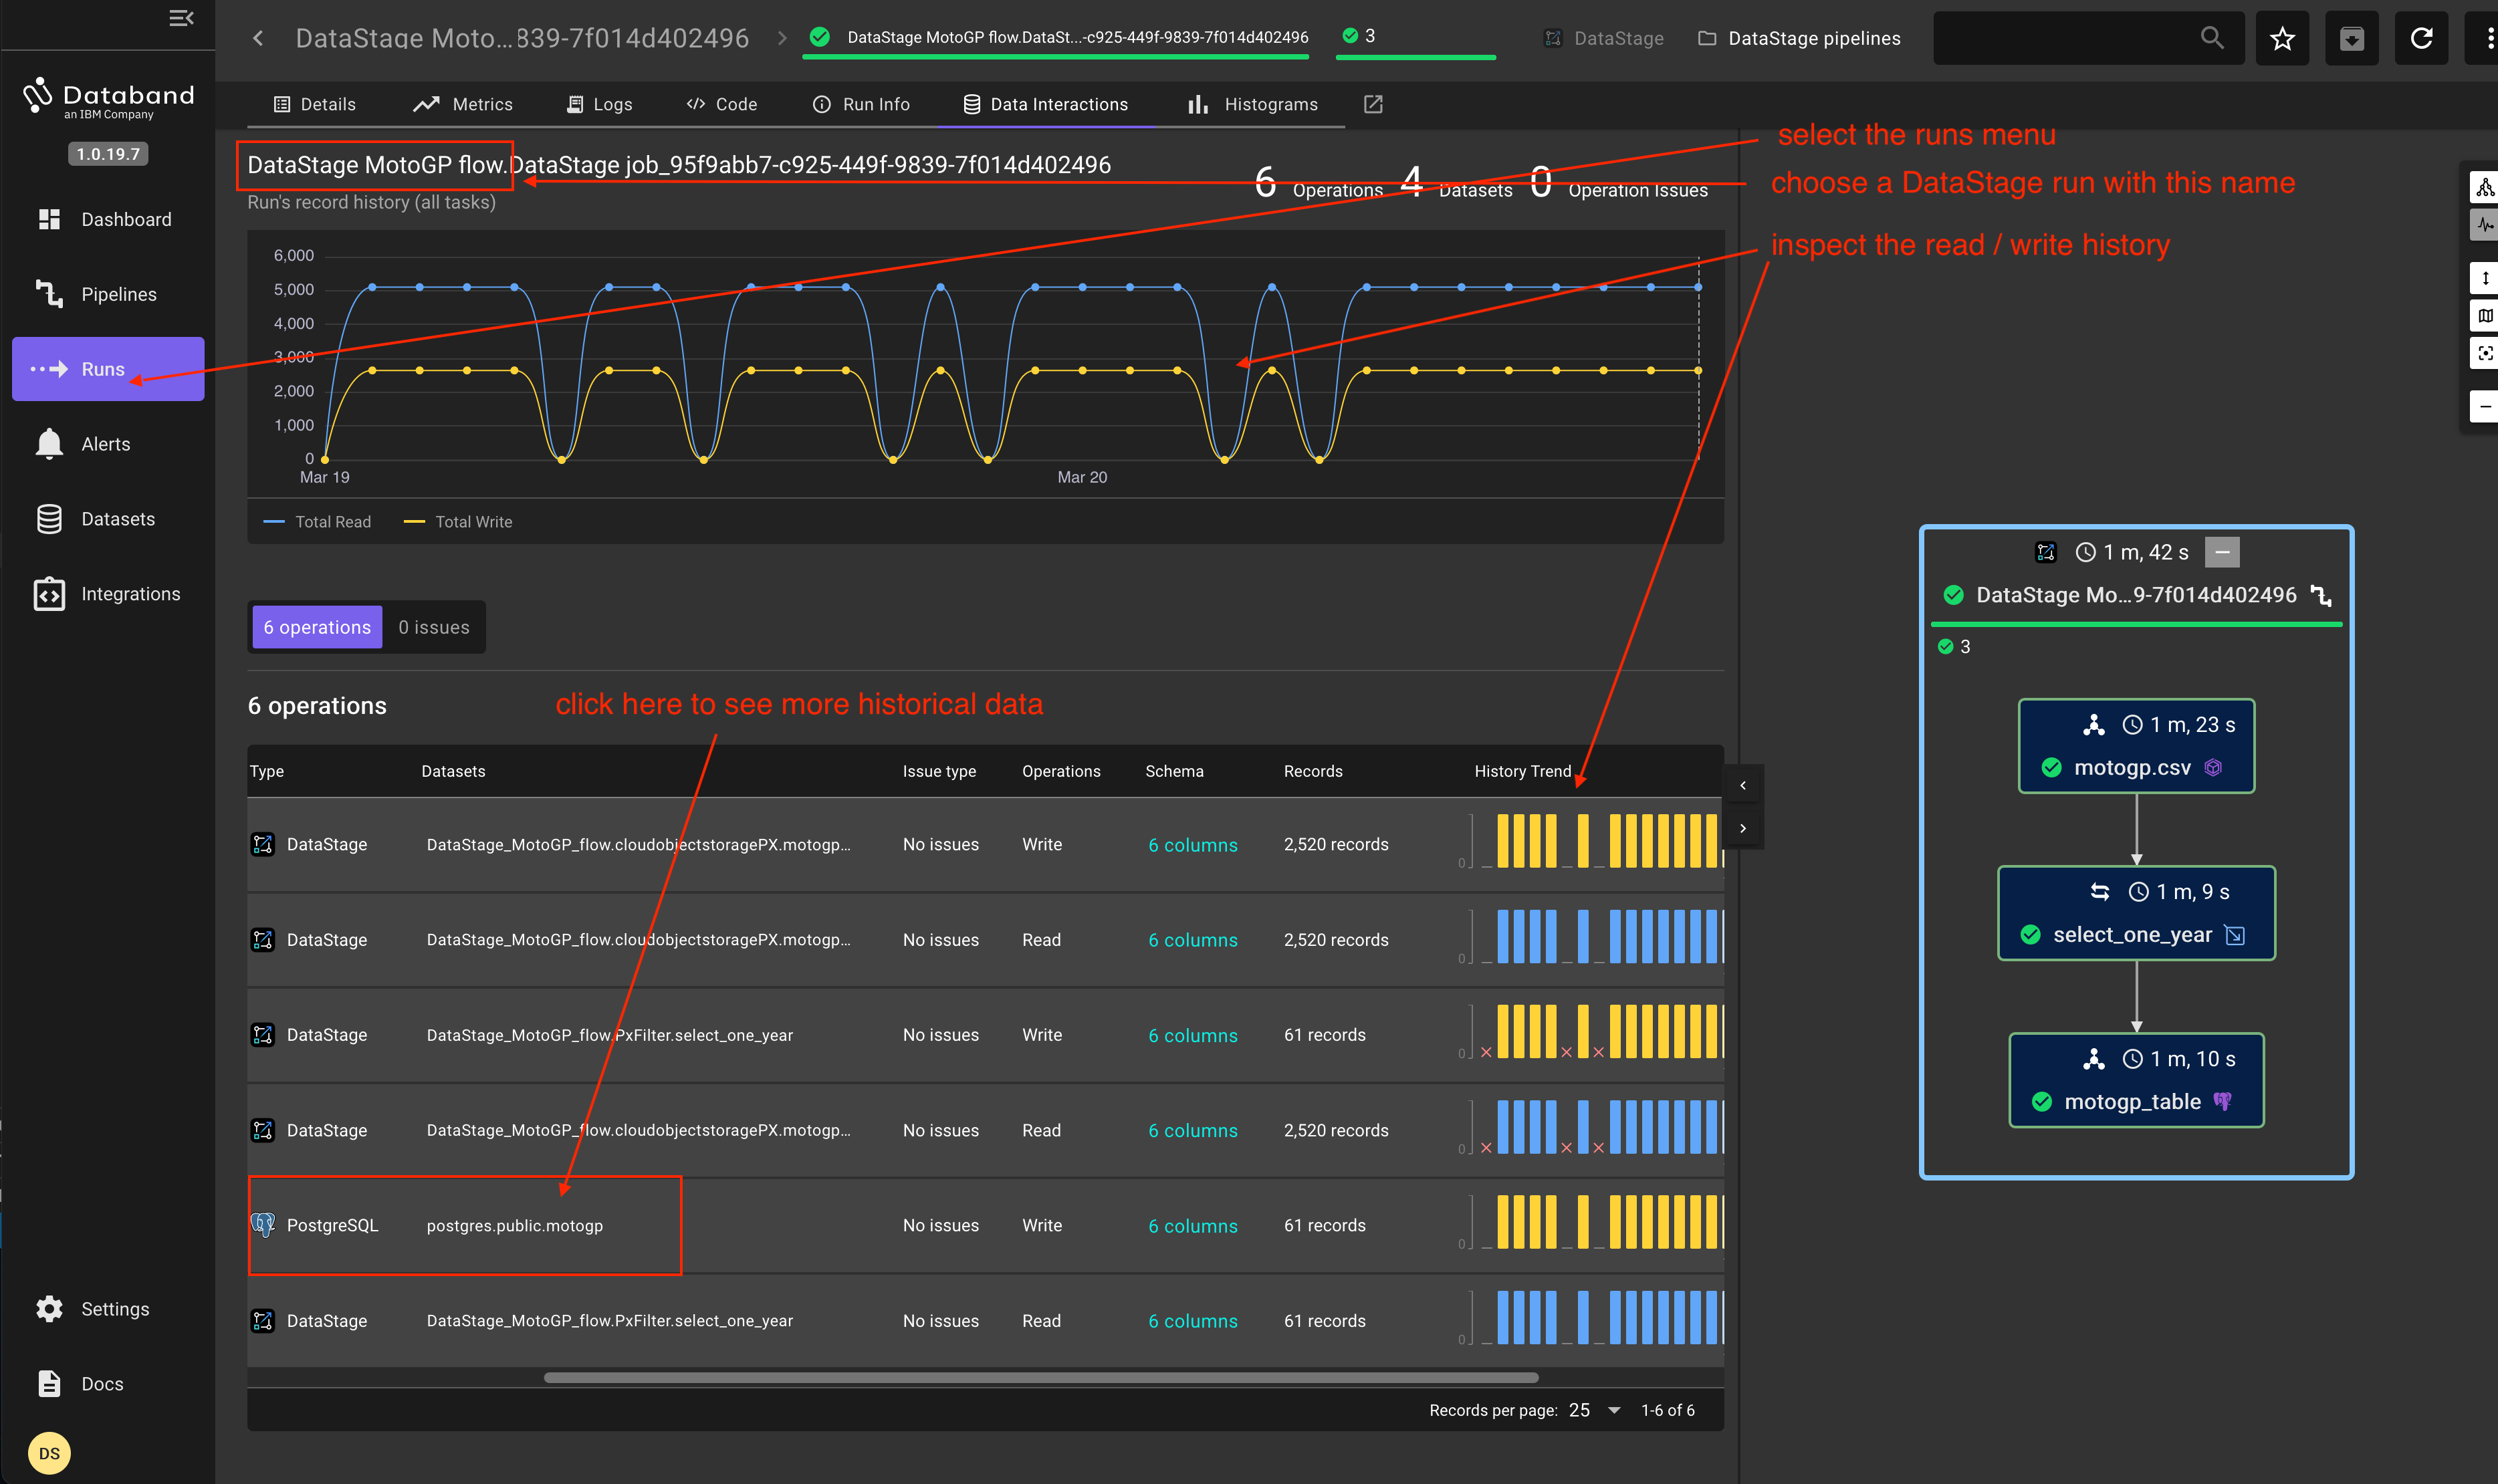 DataStage Moto...839-7f014d402496
DataStage MotoGP flow.DataSt...-c925-449f-9839-7f014d402496
3
DataStage
DataStage pipelines
Databand
an IBM Company
1.0.19.7
Dashboard
Pipelines
Runs
Alerts
Datasets
Integrations
Settings
Docs
DS
Details
Metrics
Logs
Code
Run Info
Data Interactions
Histograms
select the runs menu
choose a DataStage run with this name
inspect the read / write history
DataStage MotoGP flow.DataStage job_95f9abb7-c925-449f-9839-7f014d402496
6 Operations 4 Datasets 0 Operation Issues
Run's record history (all tasks)
6,000
5,000
4,000
3,000
2,000
1,000
0
Mar 19 Mar 20
Total Read Total Write
6 operations 0 issues
6 operations
click here to see more historical data
Type Datasets Issue type Operations Schema Records History Trend
DataStage DataStage_MotoGP_flow.cloudobjectstoragePX.motogp... No issues Write 6 columns 2,520 records 0
DataStage DataStage_MotoGP_flow.cloudobjectstoragePX.motogp... No issues Read 6 columns 2,520 records 0
DataStage DataStage_MotoGP_flow.PxFilter.select_one_year No issues Write 6 columns 61 records 0
DataStage DataStage_MotoGP_flow.cloudobjectstoragePX.motogp... No issues Read 6 columns 2,520 records 0
PostgreSQL postgres.public.motogp No issues Write 6 columns 61 records 0
DataStage DataStage_MotoGP_flow.PxFilter.select_one_year No issues Read 6 columns 61 records 0
Records per page: 25 1-6 of 6
1 m, 42 s
DataStage Mo...9-7f014d402496
3
1 m, 23 s
motogp.csv
1 m, 9 s
select_one_year
1 m, 10 s
motogp_table